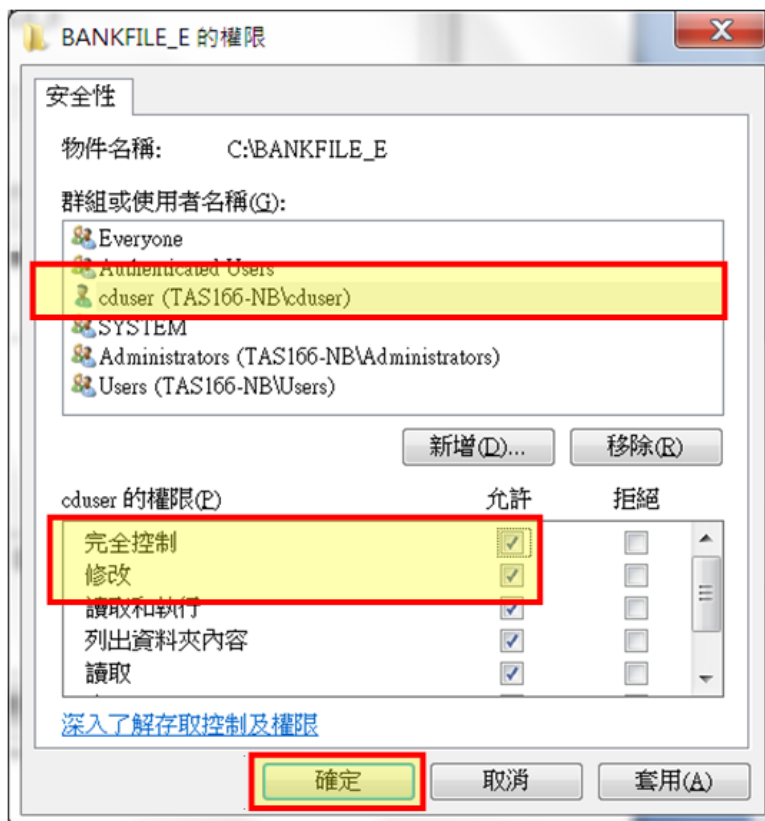 BANKFILE_E 的權限
安全性
物件名稱: C:\BANKFILE_E
群組或使用者名稱(G):
Everyone
Authenticated Users
cduser (TAS166-NB\cduser)
SYSTEM
Administrators (TAS166-NB\Administrators)
Users (TAS166-NB\Users)
新增(D)... 移除(R)
cduser 的權限(P) 允許 拒絕
完全控制
修改
讀取和執行
列出資料夾內容
讀取
深入了解存取控制及權限
確定 取消 套用(A)